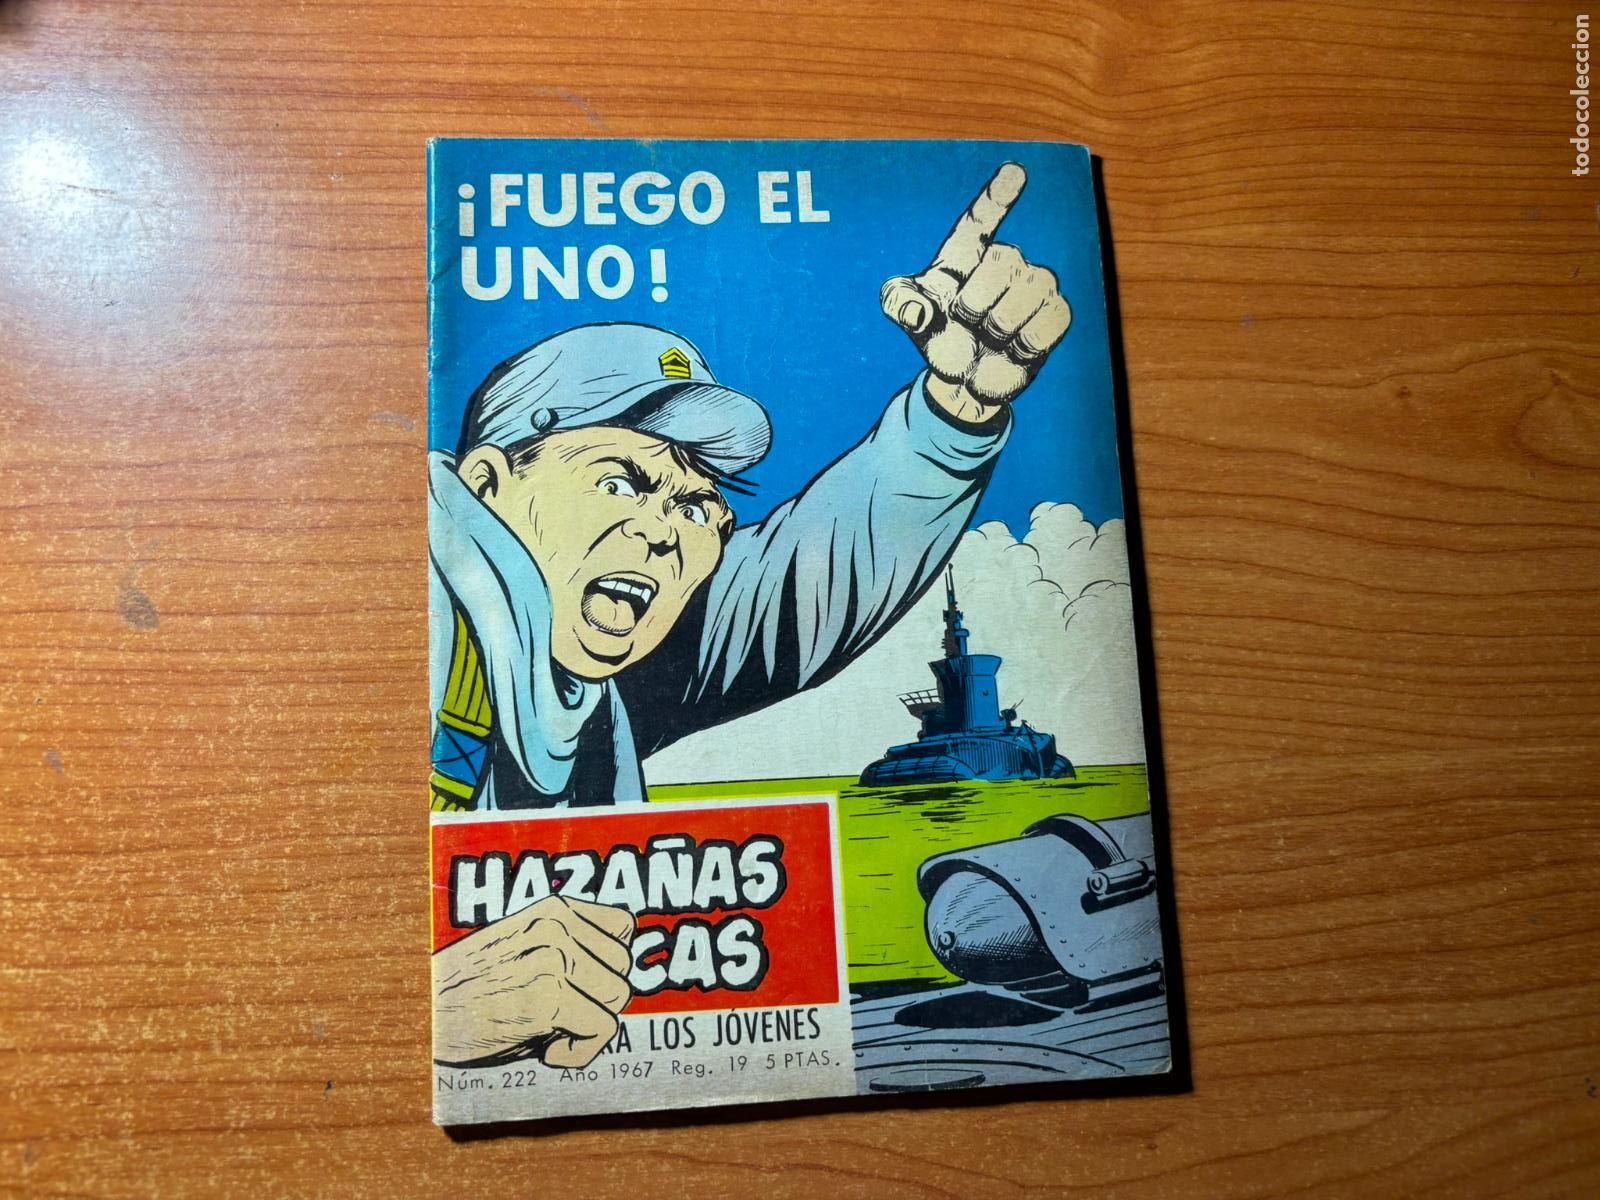 ¡FUEGO EL
UNO!
HAZAÑAS
CAS
RA LOS JÓVENES
Núm. 222 Año 1967 Reg. 19 5 PTAS.
todocoleccion